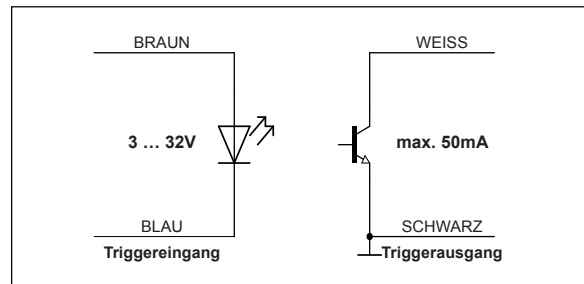 BRAUN
3 ... 32V
BLAU
Triggereingang
WEISS
max. 50mA
SCHWARZ
Triggerausgang